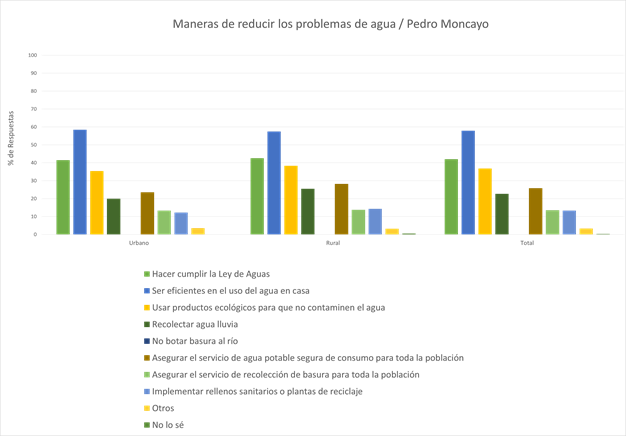 Maneras de reducir los problemas de agua / Pedro Moncayo
100
90
80
70
60
50
40
30
20
10
0
% de Respuestas
Urbano Rural Total
Hacer cumplir la Ley de Aguas
Ser eficientes en el uso del agua en casa
Usar productos ecológicos para que no contaminen el agua
Recolectar agua lluvia
No botar basura al río
Asegurar el servicio de agua potable segura de consumo para toda la población
Asegurar el servicio de recolección de basura para toda la población
Implementar rellenos sanitarios o plantas de reciclaje
Otros
No lo sé